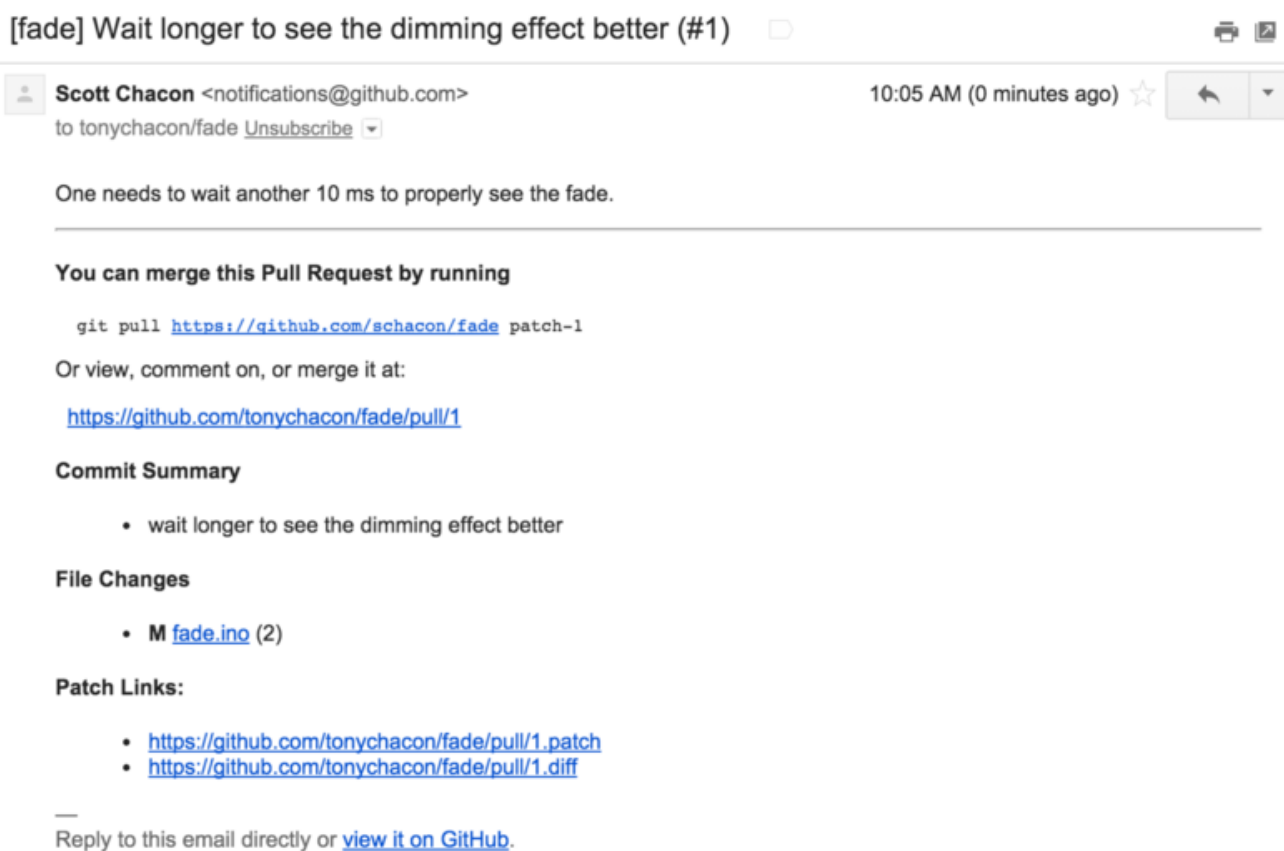 [fade] Wait longer to see the dimming effect better (#1)
Scott Chacon <notifications@github.com>
10:05 AM (0 minutes ago)
to tonychacon/fade Unsubscribe
One needs to wait another 10 ms to properly see the fade.
You can merge this Pull Request by running
git pull https://github.com/schacon/fade patch-1
Or view, comment on, or merge it at:
https://github.com/tonychacon/fade/pull/1
Commit Summary
• wait longer to see the dimming effect better
File Changes
• M fade.ino (2)
Patch Links:
• https://github.com/tonychacon/fade/pull/1.patch
• https://github.com/tonychacon/fade/pull/1.diff
—
Reply to this email directly or view it on GitHub.